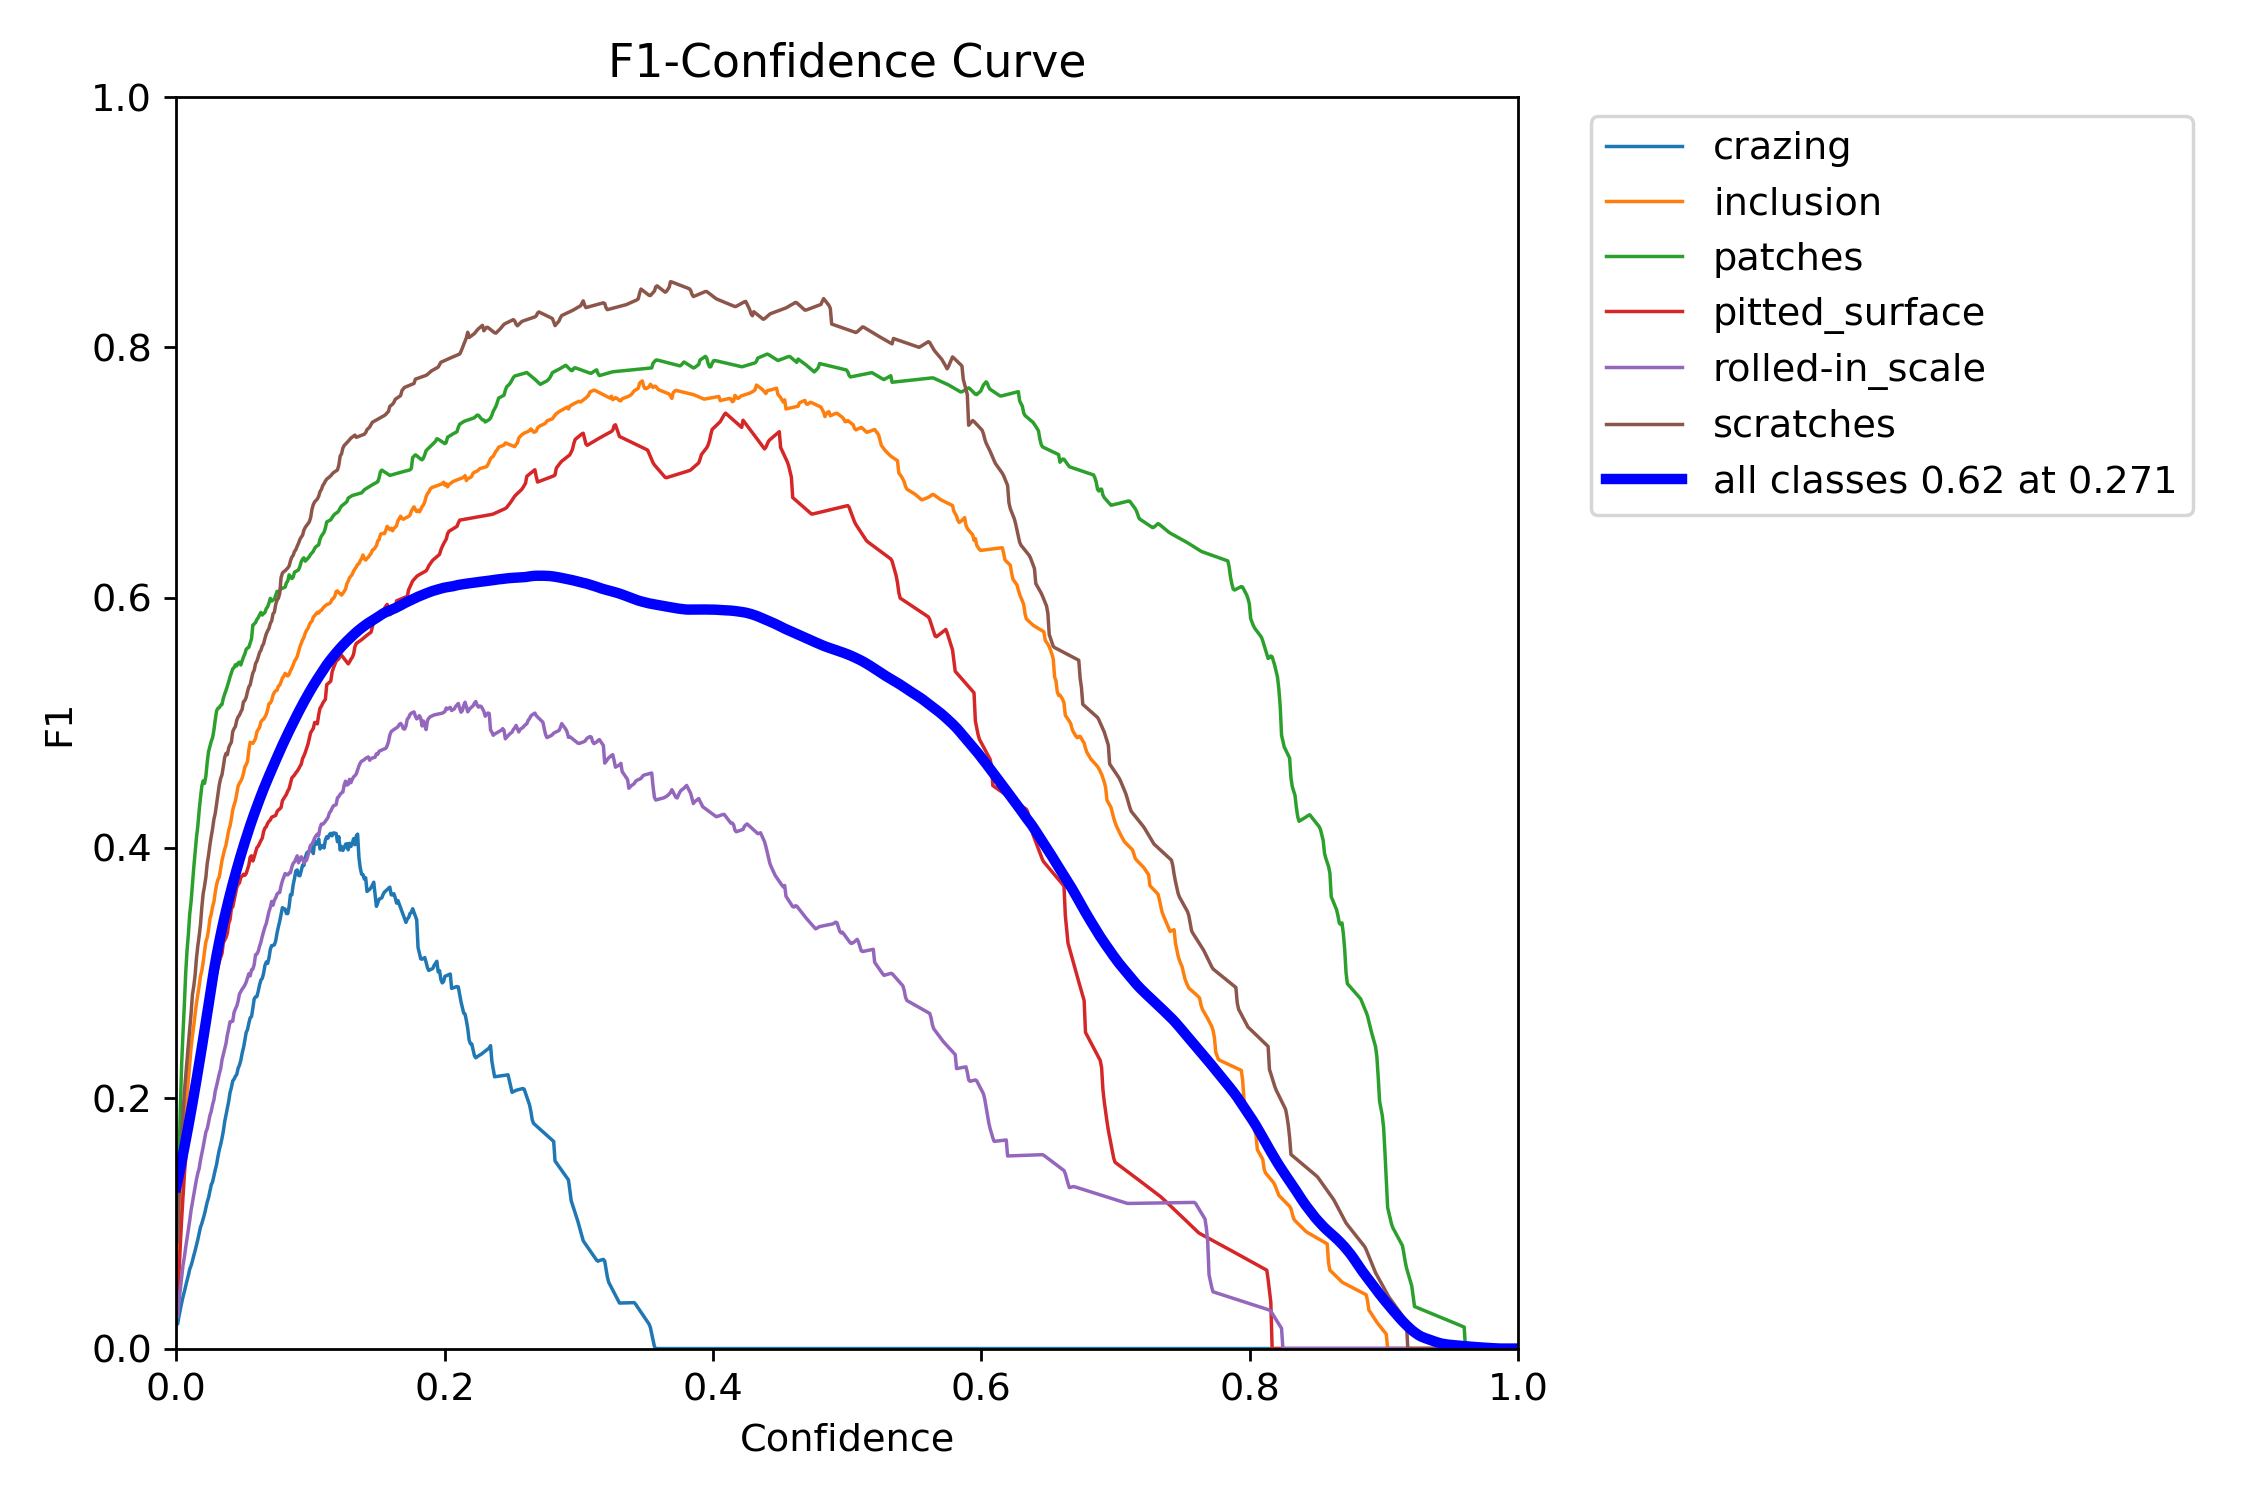 F1-Confidence Curve
1.0
0.8
0.6
0.4
0.2
0.0
F1
0.0 0.2 0.4 0.6 0.8 1.0
Confidence
crazing
inclusion
patches
pitted_surface
rolled-in_scale
scratches
all classes 0.62 at 0.271